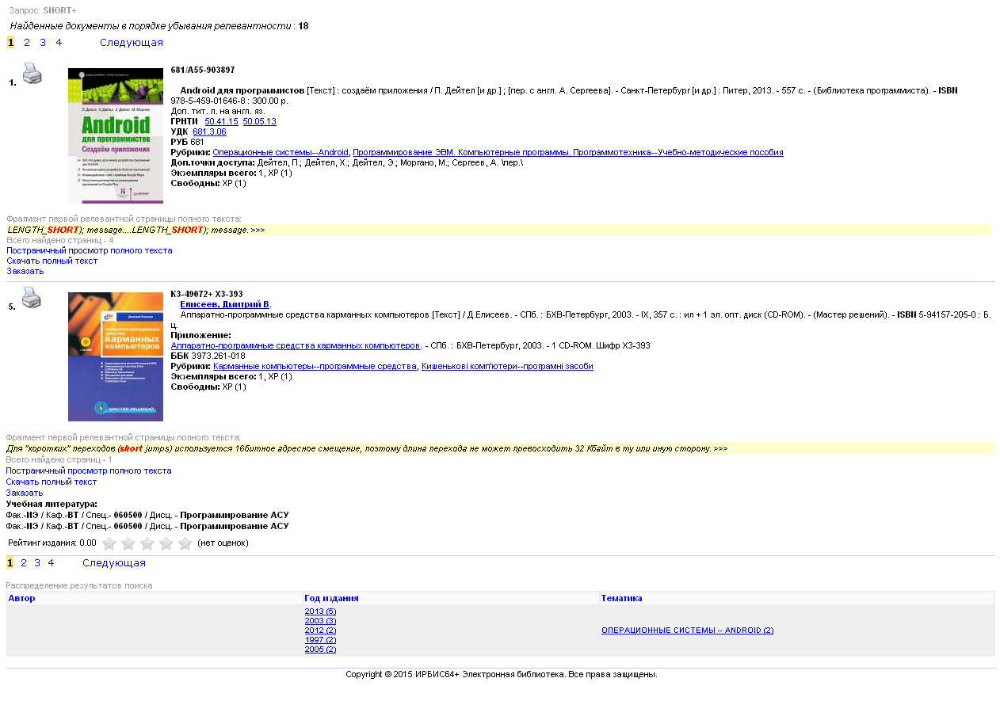 Запрос: SHORT+
Найденные документы в порядке убывания релевантности : 18
1 2 3 4 Следующая
1.
681/А55-903897
Android для программистов [Текст] : создаём приложения / П. Дейтел [и др.] ; [пер. с англ. А. Сергеева]. - Санкт-Петербург [и др.] : Питер, 2013. - 557 с. - (Библиотека программиста). - ISBN
978-5-459-01646-8 : 300.00 р.
Доп. тит. л. на англ. яз.
ГРНТИ 50.41.15 50.05.13
УДК 681.3.06
РУБ 681
Рубрики: Операционные системы--Android, Программирование ЭВМ. Компьютерные программы. Программотехника--Учебно-методические пособия
Доп.точки доступа: Дейтел, П.; Дейтел, Х.; Дейтел, Э.; Моргано, М.; Сергеев, А. \пер.\
Экземпляры всего: 1, ХР (1)
Свободны: ХР (1)
П. Дейтел Х. Дейтел Э. Дейтел М. Моргано
Android
для программистов
Создаём приложения
ПИТЕР
Фрагмент первой релевантной страницы полного текста:
LENGTH_SHORT); message....LENGTH_SHORT); message. >>>
Всего найдено страниц - 4
Постраничный просмотр полного текста
Скачать полный текст
Заказать
5.
К3-49072+ Х3-393
Елисеев, Дмитрий В.
Аппаратно-программные средства карманных компьютеров [Текст] / Д.Елисеев. - СПб. : БХВ-Петербург, 2003. - IX, 357 с. : ил + 1 эл. опт. диск (CD-ROM). - (Мастер решений). - ISBN 5-94157-205-0 : Б.
ц.
Приложение:
Аппаратно-программные средства карманных компьютеров. - СПб. : БХВ-Петербург, 2003. - 1 CD-ROM. Шифр Х3-393
ББК 3973.261-018
Рубрики: Карманные компьютеры--программные средства, Кишенькові комп'ютери--програмні засоби
Экземпляры всего: 1, ХР (1)
Свободны: ХР (1)
Дмитрий Елисеев
Аппаратно-программные
средства
карманных
компьютеров
МАСТЕР РЕШЕНИЙ
Фрагмент первой релевантной страницы полного текста:
Для "коротких" переходов (short jumps) используется 16битное адресное смещение, поэтому длина перехода не может превосходить 32 Кбайт в ту или иную сторону. >>>
Всего найдено страниц - 1
Постраничный просмотр полного текста
Скачать полный текст
Заказать
Учебная литература:
Фак.-ИЭ / Каф.-ВТ / Спец.- 060500 / Дисц. - Программирование АСУ
Фак.-ИЭ / Каф.-ВТ / Спец.- 060500 / Дисц. - Программирование АСУ
Рейтинг издания: 0.00 (нет оценок)
1 2 3 4 Следующая
Распределение результатов поиска
Автор Год издания Тематика
2013 (5)
2003 (3)
2012 (2) ОПЕРАЦИОННЫЕ СИСТЕМЫ -- ANDROID (2)
1997 (2)
2005 (2)
Copyright © 2015 ИРБИС64+ Электронная библиотека. Все права защищены.